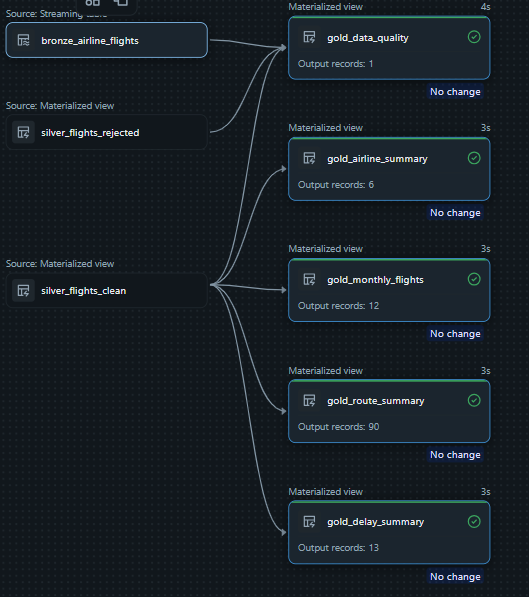 Source: Streaming table
bronze_airline_flights
Source: Materialized view
silver_flights_rejected
Source: Materialized view
silver_flights_clean
Materialized view 4s
gold_data_quality
Output records: 1
No change
Materialized view 3s
gold_airline_summary
Output records: 6
No change
Materialized view 3s
gold_monthly_flights
Output records: 12
No change
Materialized view 3s
gold_route_summary
Output records: 90
No change
Materialized view 3s
gold_delay_summary
Output records: 13
No change